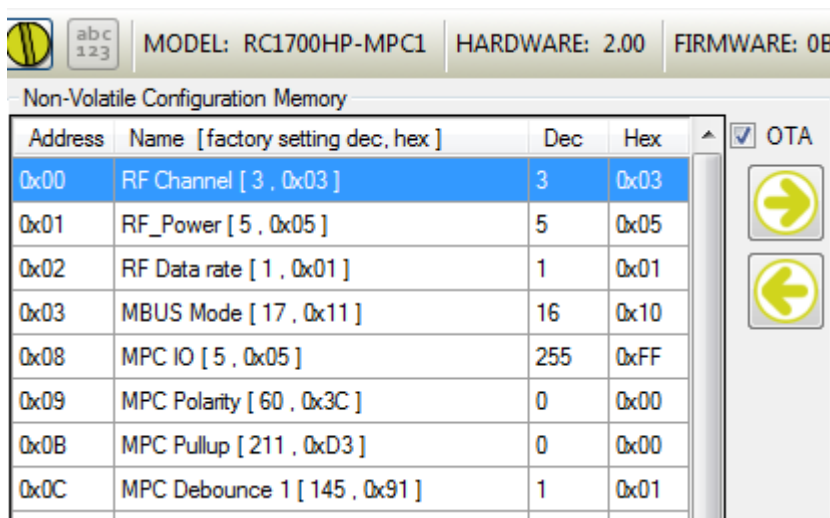 abc
123
MODEL: RC1700HP-MPC1 HARDWARE: 2.00 FIRMWARE: 0B
Non-Volatile Configuration Memory
Address Name [factory setting dec, hex ] Dec Hex OTA
0x00 RF Channel [ 3 , 0x03 ] 3 0x03
0x01 RF_Power [ 5 , 0x05 ] 5 0x05
0x02 RF Data rate [ 1 , 0x01 ] 1 0x01
0x03 MBUS Mode [ 17 , 0x11 ] 16 0x10
0x08 MPC IO [ 5 , 0x05 ] 255 0xFF
0x09 MPC Polarity [ 60 , 0x3C ] 0 0x00
0x0B MPC Pullup [ 211 , 0xD3 ] 0 0x00
0x0C MPC Debounce 1 [ 145 , 0x91 ] 1 0x01